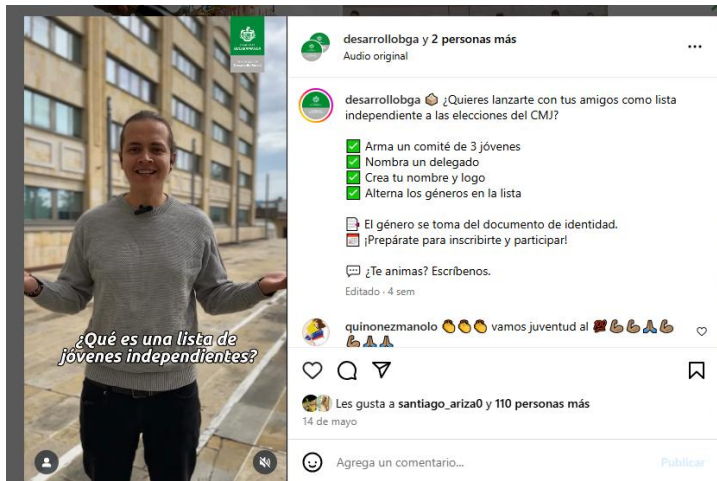 ¿Qué es una lista de
jóvenes independientes?
desarrollobga y 2 personas más
Audio original
desarrollobga 🗳️ ¿Quieres lanzarte con tus amigos como lista
independiente a las elecciones del CMJ?
✅ Arma un comité de 3 jóvenes
✅ Nombra un delegado
✅ Crea tu nombre y logo
✅ Alterna los géneros en la lista
📑 El género se toma del documento de identidad.
📅 ¡Prepárate para inscribirte y participar!
💬 ¿Te animas? Escríbenos.
Editado · 4 sem
quinonezmanolo 👏👏👏 vamos juventud al 💯💪🏽💪🏽🙏🏽💪🏽
💪🏽🙏🏽🙏🏽
Les gusta a santiago_ariza0 y 110 personas más
14 de mayo
Agrega un comentario...
Publicar